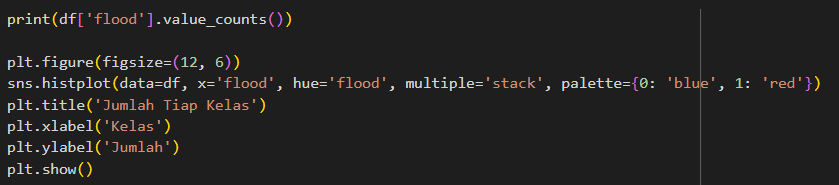 print(df['flood'].value_counts())
plt.figure(figsize=(12, 6))
sns.histplot(data=df, x='flood', hue='flood', multiple='stack', palette={0: 'blue', 1: 'red'})
plt.title('Jumlah Tiap Kelas')
plt.xlabel('Kelas')
plt.ylabel('Jumlah')
plt.show()